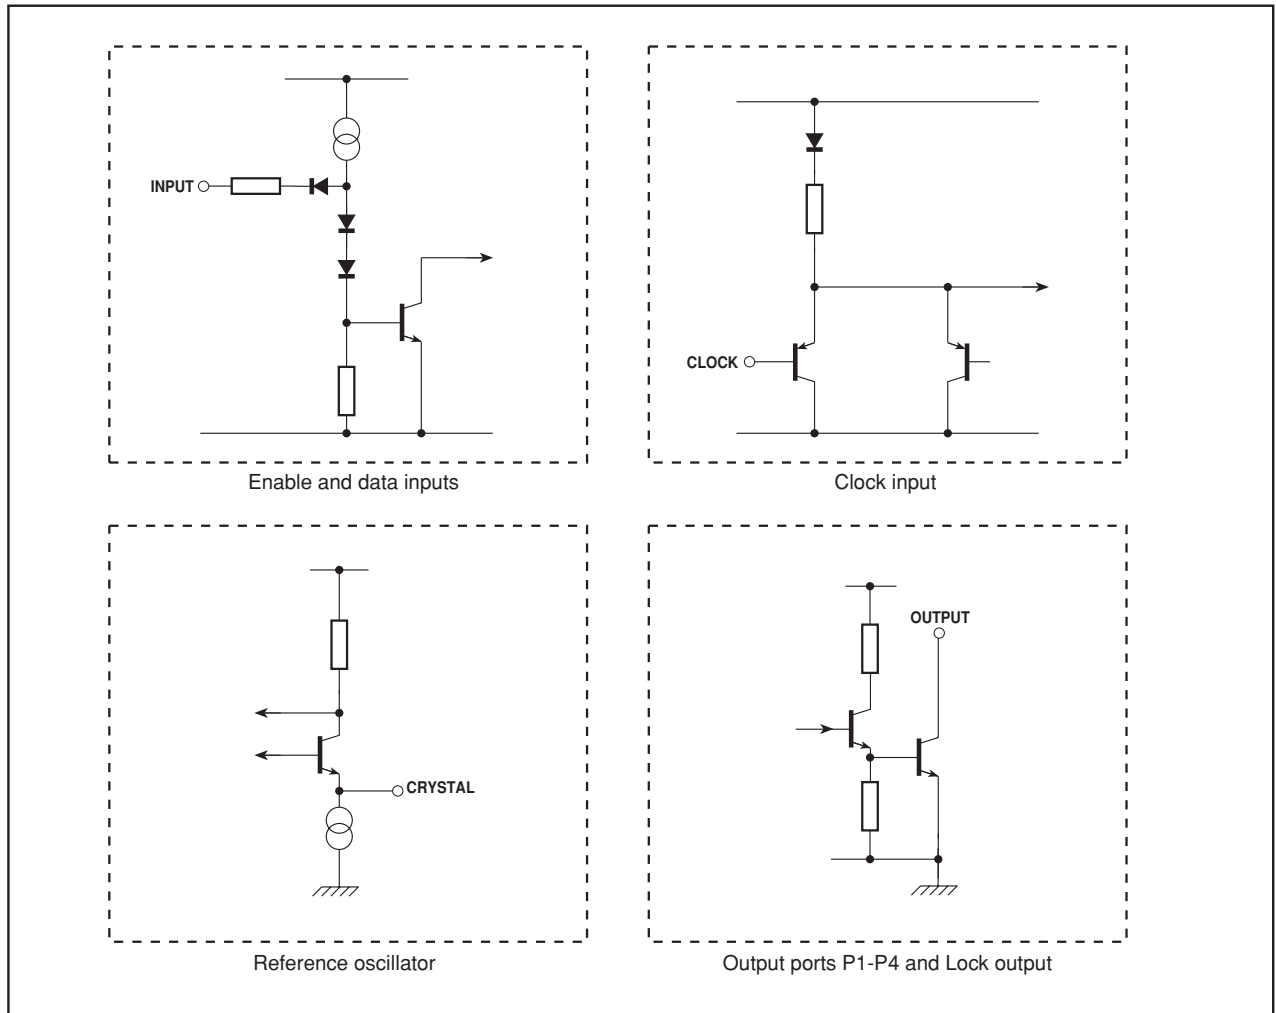 INPUT
Enable and data inputs
CLOCK
Clock input
CRYSTAL
Reference oscillator
OUTPUT
Output ports P1-P4 and Lock output